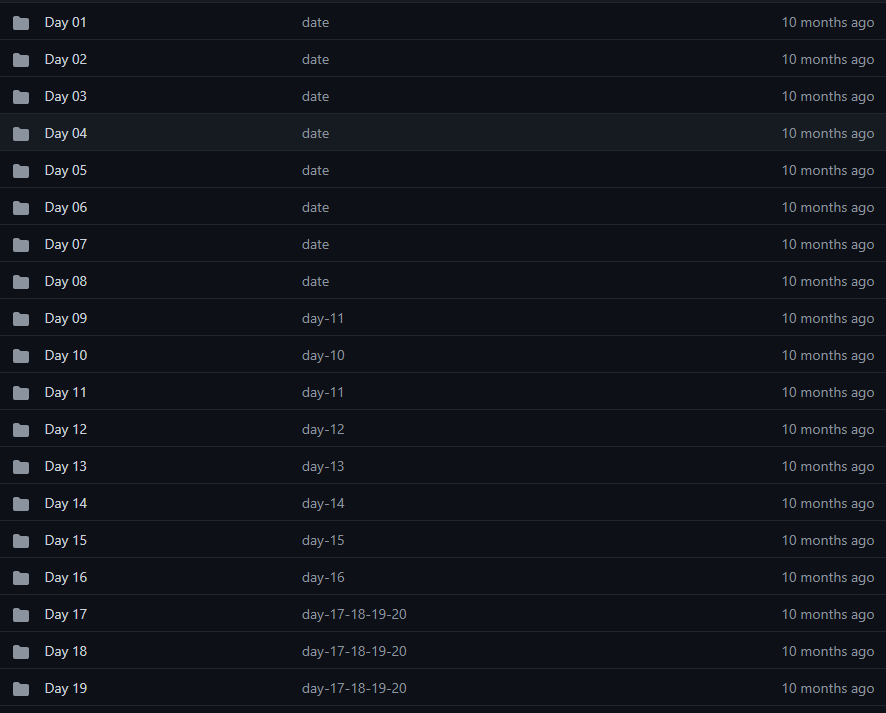 Day 01 date 10 months ago
Day 02 date 10 months ago
Day 03 date 10 months ago
Day 04 date 10 months ago
Day 05 date 10 months ago
Day 06 date 10 months ago
Day 07 date 10 months ago
Day 08 date 10 months ago
Day 09 day-11 10 months ago
Day 10 day-10 10 months ago
Day 11 day-11 10 months ago
Day 12 day-12 10 months ago
Day 13 day-13 10 months ago
Day 14 day-14 10 months ago
Day 15 day-15 10 months ago
Day 16 day-16 10 months ago
Day 17 day-17-18-19-20 10 months ago
Day 18 day-17-18-19-20 10 months ago
Day 19 day-17-18-19-20 10 months ago